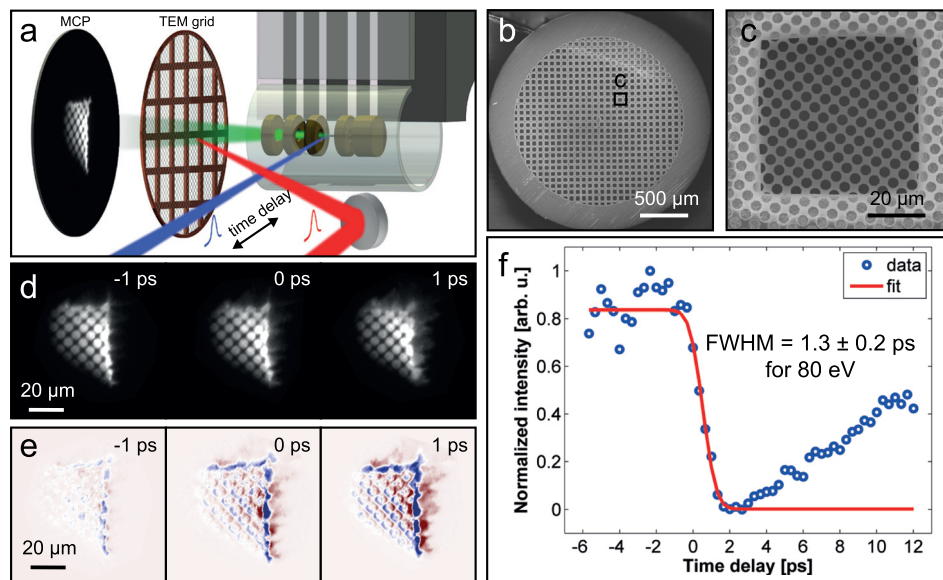 a
MCP
TEM grid
time delay
b
C
500 µm
c
20 µm
d
-1 ps
0 ps
1 ps
20 µm
e
-1 ps
0 ps
1 ps
20 µm
f
Normalized intensity [arb. u.]
1
0.8
0.6
0.4
0.2
0
data
fit
FWHM = 1.3 ± 0.2 ps
for 80 eV
-6 -4 -2 0 2 4 6 8 10 12
Time delay [ps]